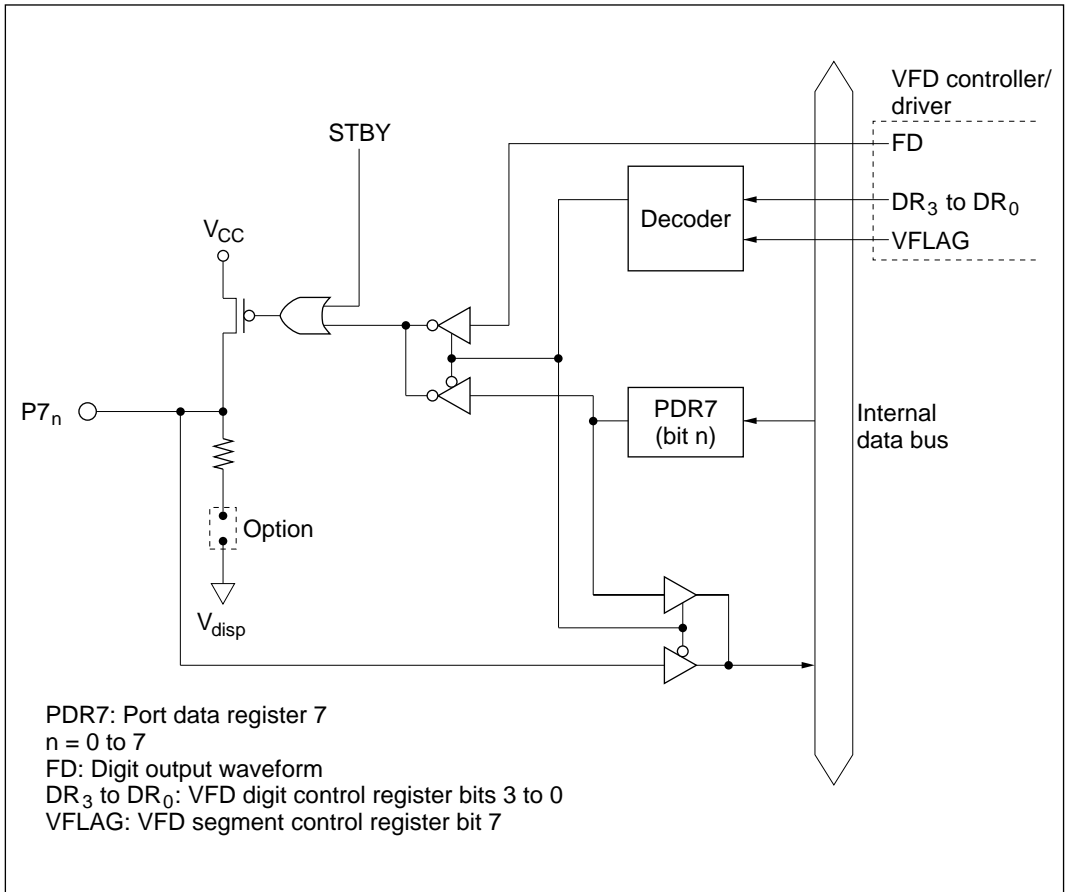 VFD controller/
driver
STBY
FD
DR3 to DR0
Decoder
VFLAG
VCC
P7n
PDR7
(bit n)
Internal
data bus
Option
Vdisp
PDR7: Port data register 7
n = 0 to 7
FD: Digit output waveform
DR3 to DR0: VFD digit control register bits 3 to 0
VFLAG: VFD segment control register bit 7